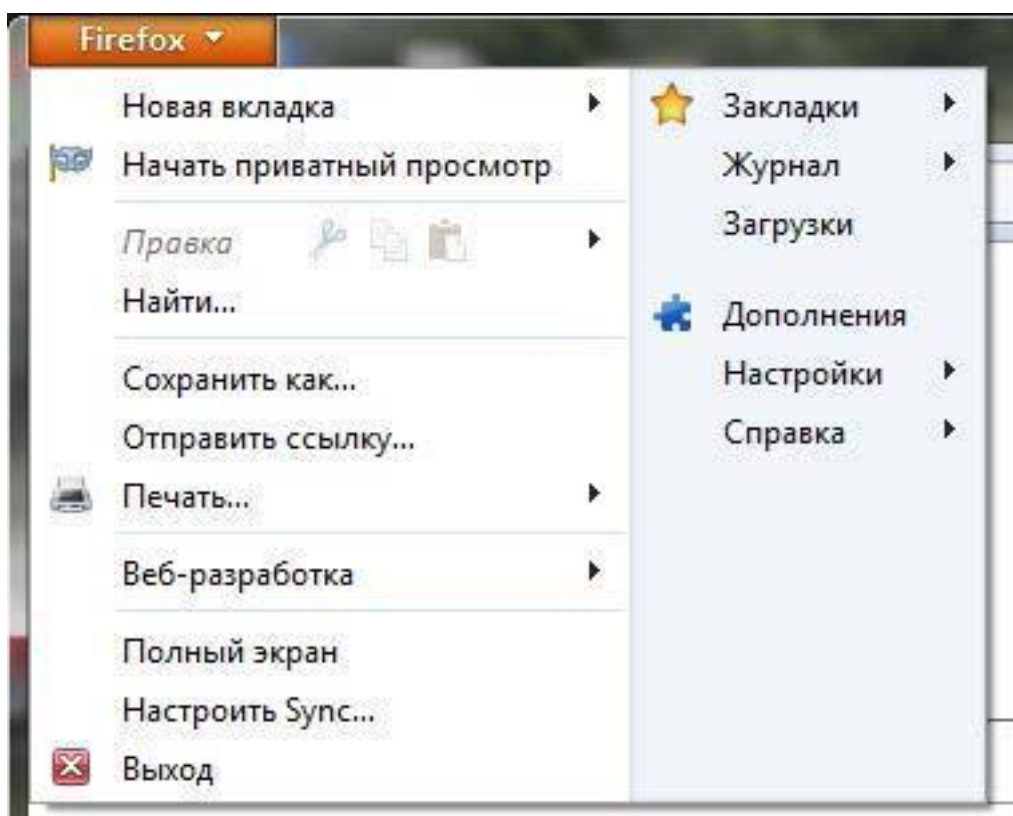 Firefox
Новая вкладка
Начать приватный просмотр
Правка
Найти...
Сохранить как...
Отправить ссылку...
Печать...
Веб-разработка
Полный экран
Настроить Sync...
Выход
Закладки
Журнал
Загрузки
Дополнения
Настройки
Справка